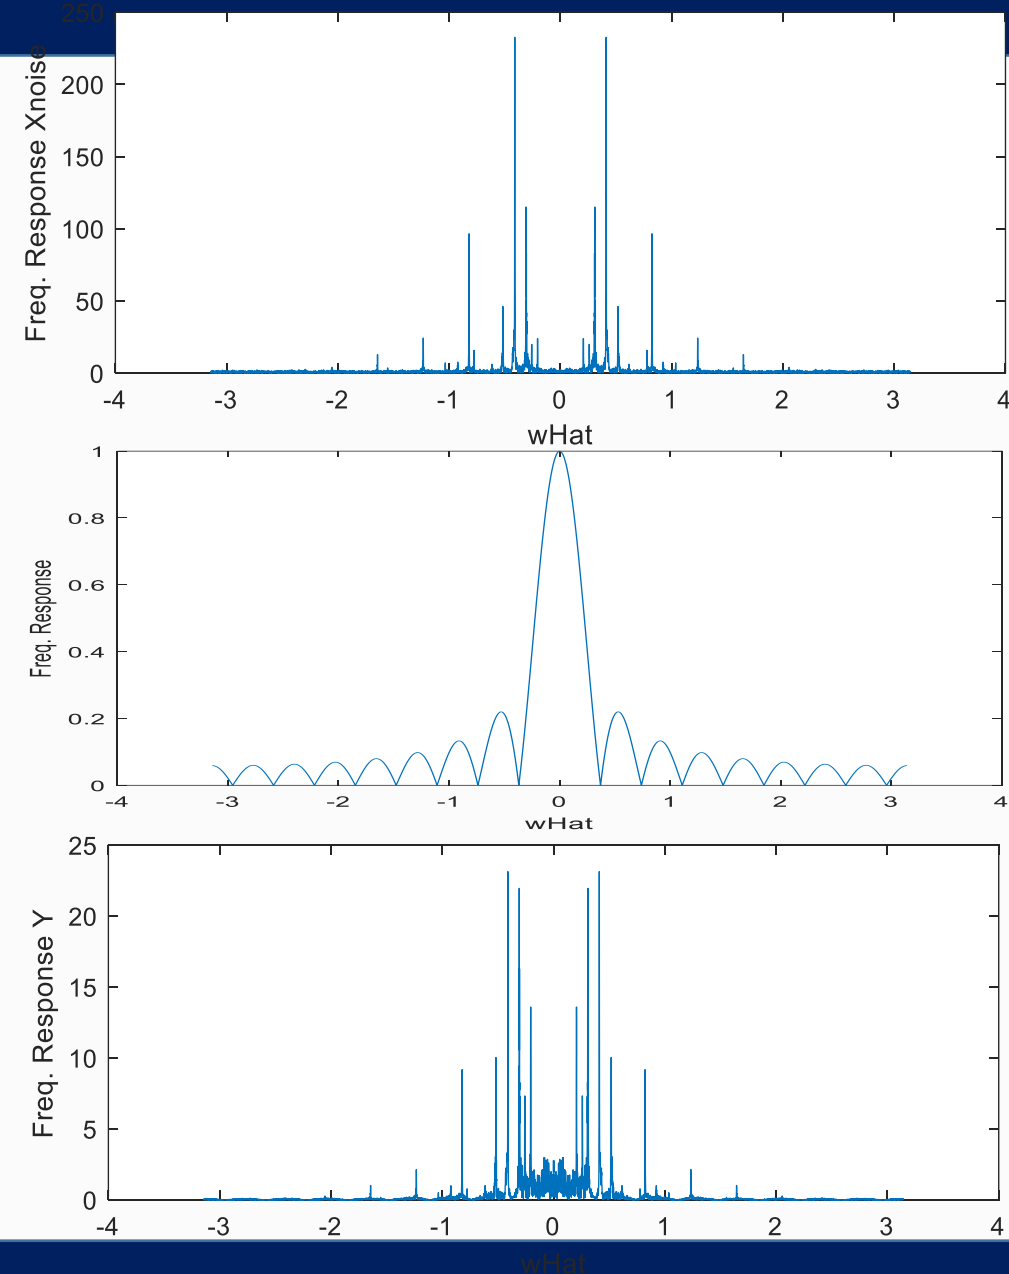 250
200
150
100
50
0
Freq. Response Xnoise
-4 -3 -2 -1 0 1 2 3 4
wHat
1
0.8
0.6
0.4
0.2
0
Freq. Response
-4 -3 -2 -1 0 1 2 3 4
wHat
25
20
15
10
5
0
Freq. Response Y
-4 -3 -2 -1 0 1 2 3 4
wHat